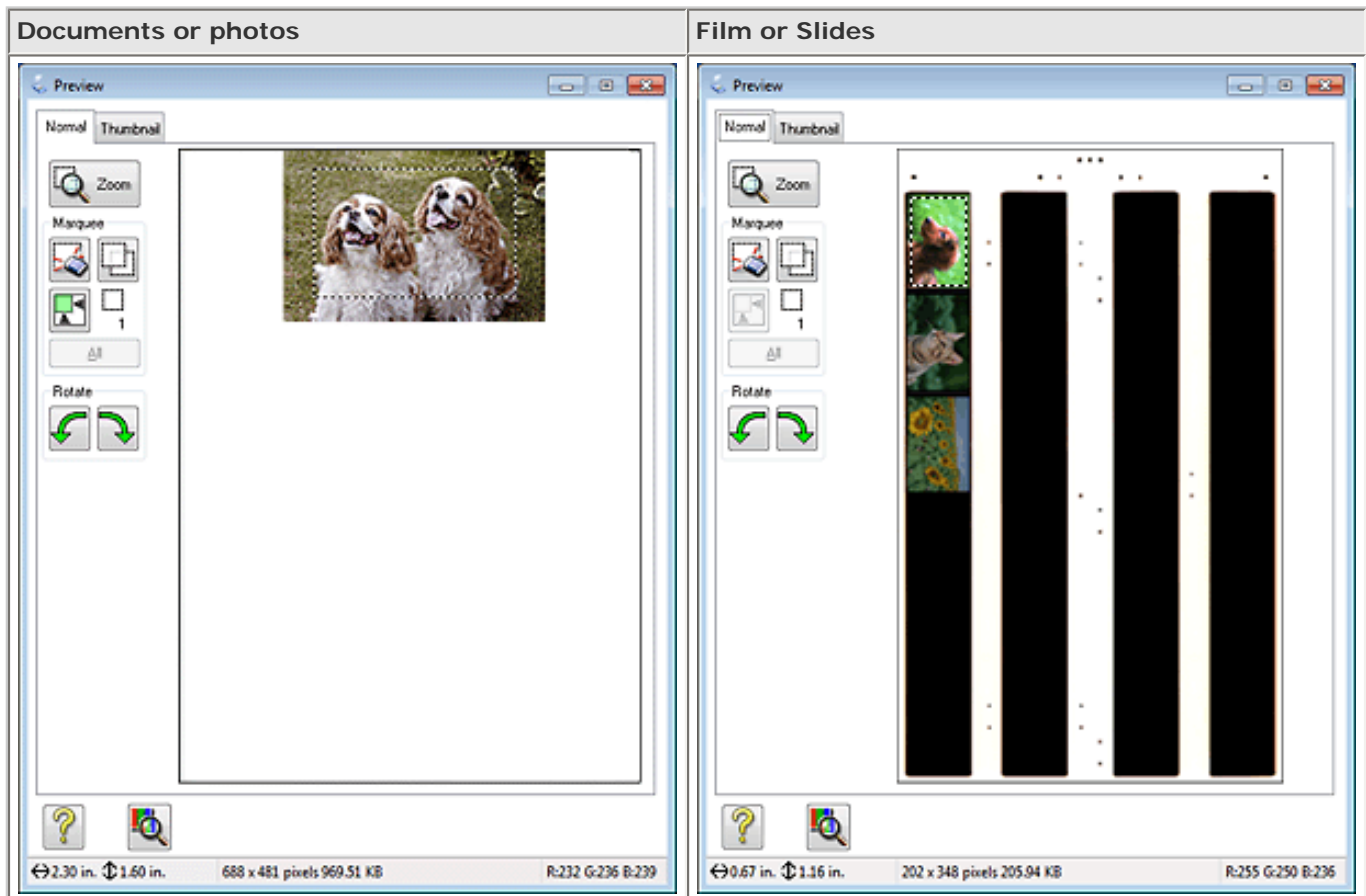 Documents or photos
Film or Slides
Preview
Normal Thumbnail
Zoom
Marquee
1
All
Rotate
2.30 in. 1.60 in. 688 x 481 pixels 969.51 KB R:232 G:236 B:239
Preview
Normal Thumbnail
Zoom
Marquee
1
All
Rotate
0.67 in. 1.16 in. 202 x 348 pixels 205.94 KB R:255 G:250 B:236